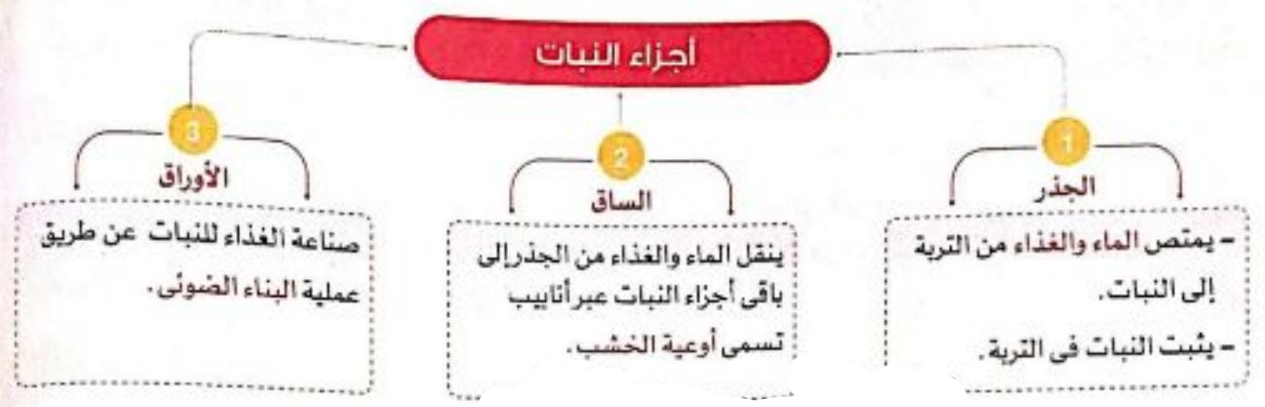 أجزاء النبات
1
الجذر
- يمتص الماء والغذاء من التربة
إلى النبات.
- يثبت النبات فى التربة.
2
الساق
ينقل الماء والغذاء من الجذر إلى
باقى أجزاء النبات عبر أنابيب
تسمى أوعية الخشب.
3
الأوراق
صناعة الغذاء للنبات عن طريق
عملية البناء الضوئى.